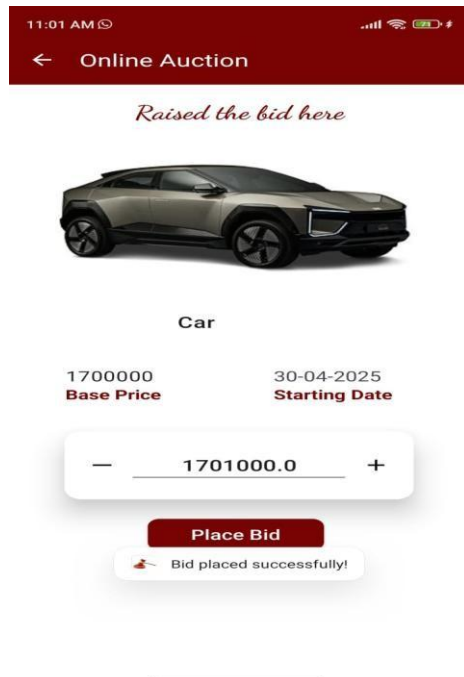 11:01 AM
71
Online Auction
Raised the bid here
Car
1700000 30-04-2025
Base Price Starting Date
— 1701000.0 +
Place Bid
Bid placed successfully!